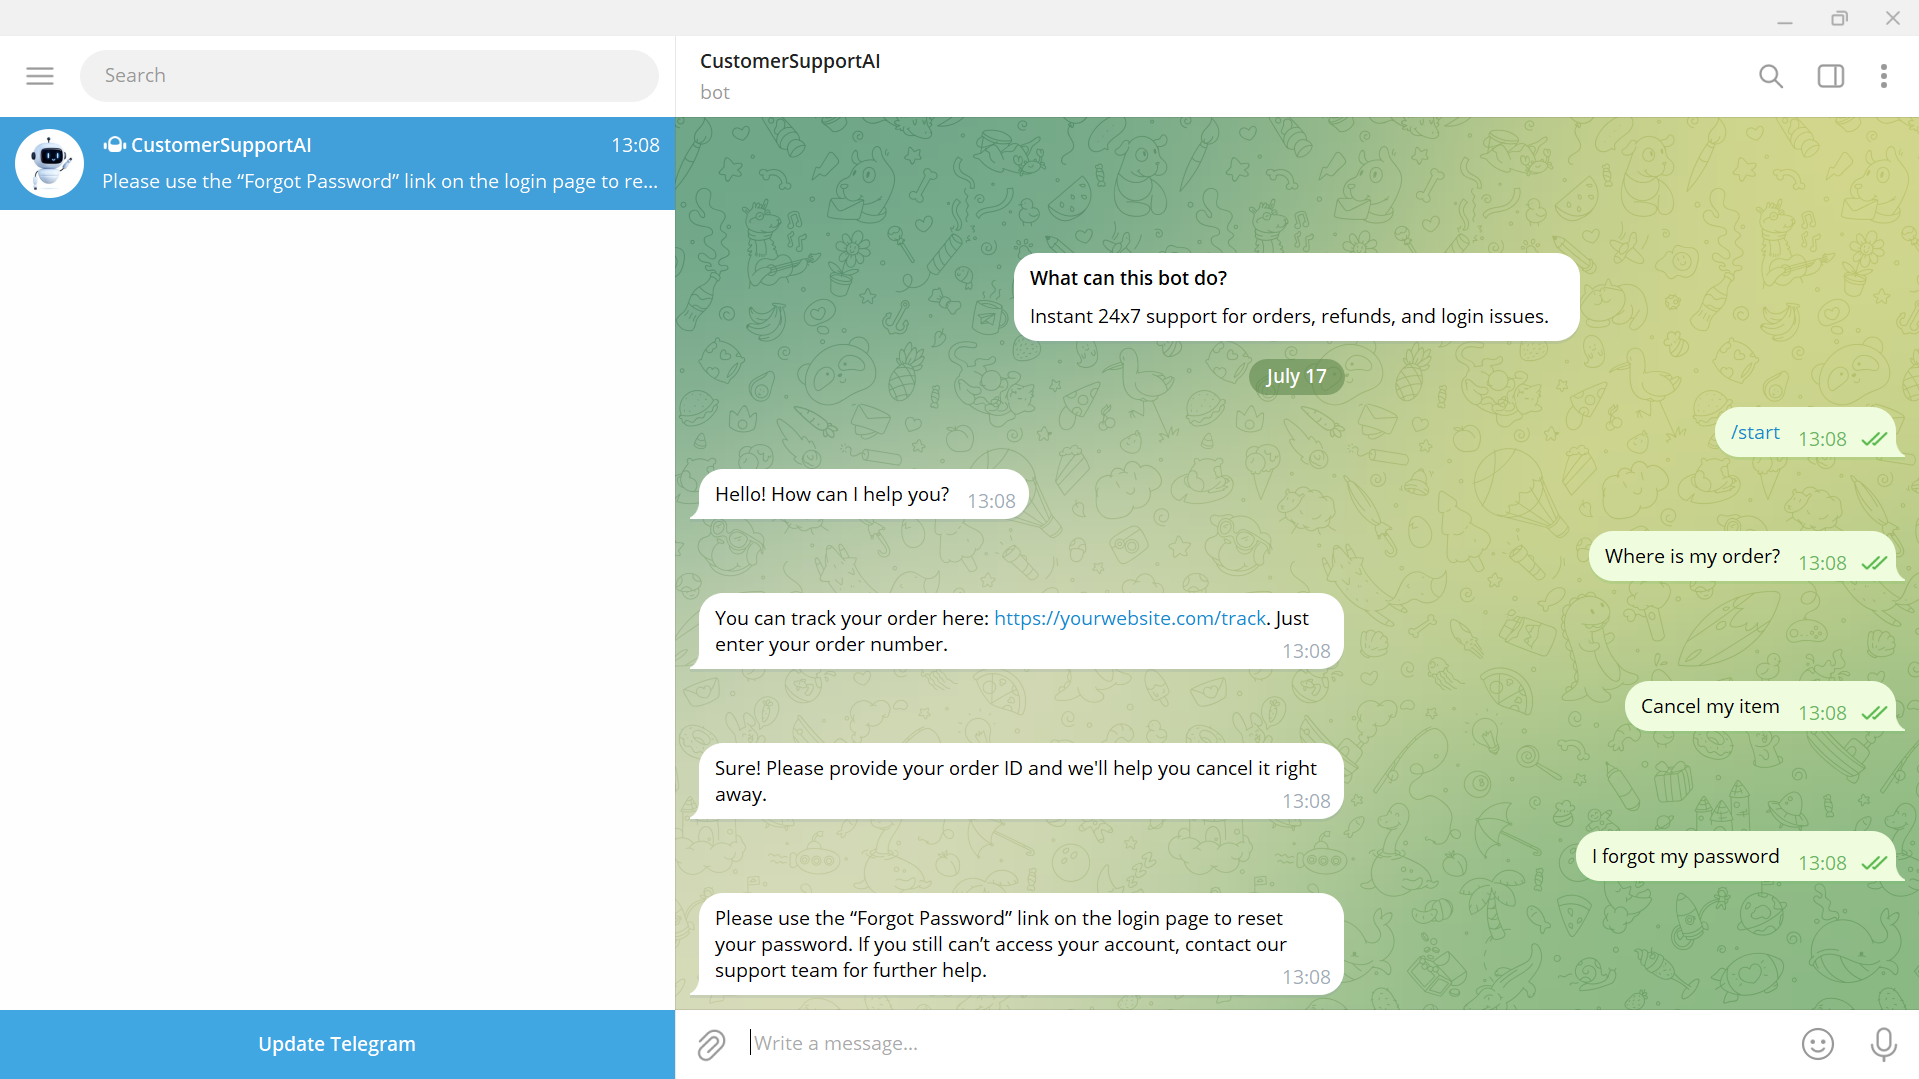 Search
CustomerSupportAI
13:08
Please use the “Forgot Password” link on the login page to re...
Update Telegram
CustomerSupportAI
bot
What can this bot do?
Instant 24x7 support for orders, refunds, and login issues.
July 17
/start 13:08
Hello! How can I help you? 13:08
Where is my order? 13:08
You can track your order here: https://yourwebsite.com/track. Just
enter your order number. 13:08
Cancel my item 13:08
Sure! Please provide your order ID and we'll help you cancel it right
away. 13:08
I forgot my password 13:08
Please use the “Forgot Password” link on the login page to reset
your password. If you still can’t access your account, contact our
support team for further help. 13:08
Write a message...